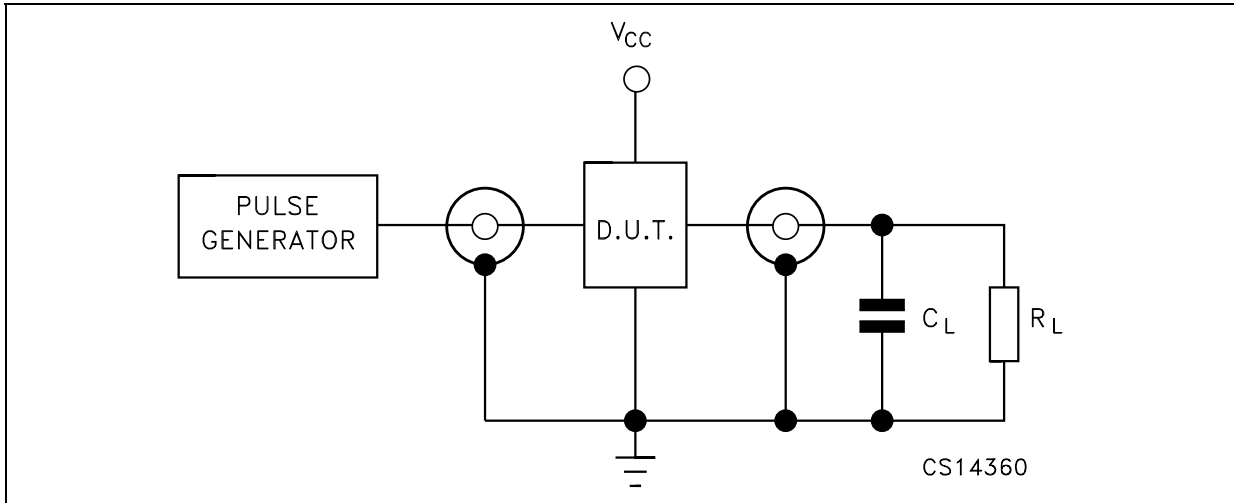 VCC
PULSE
GENERATOR
D.U.T.
CL
RL
CS14360